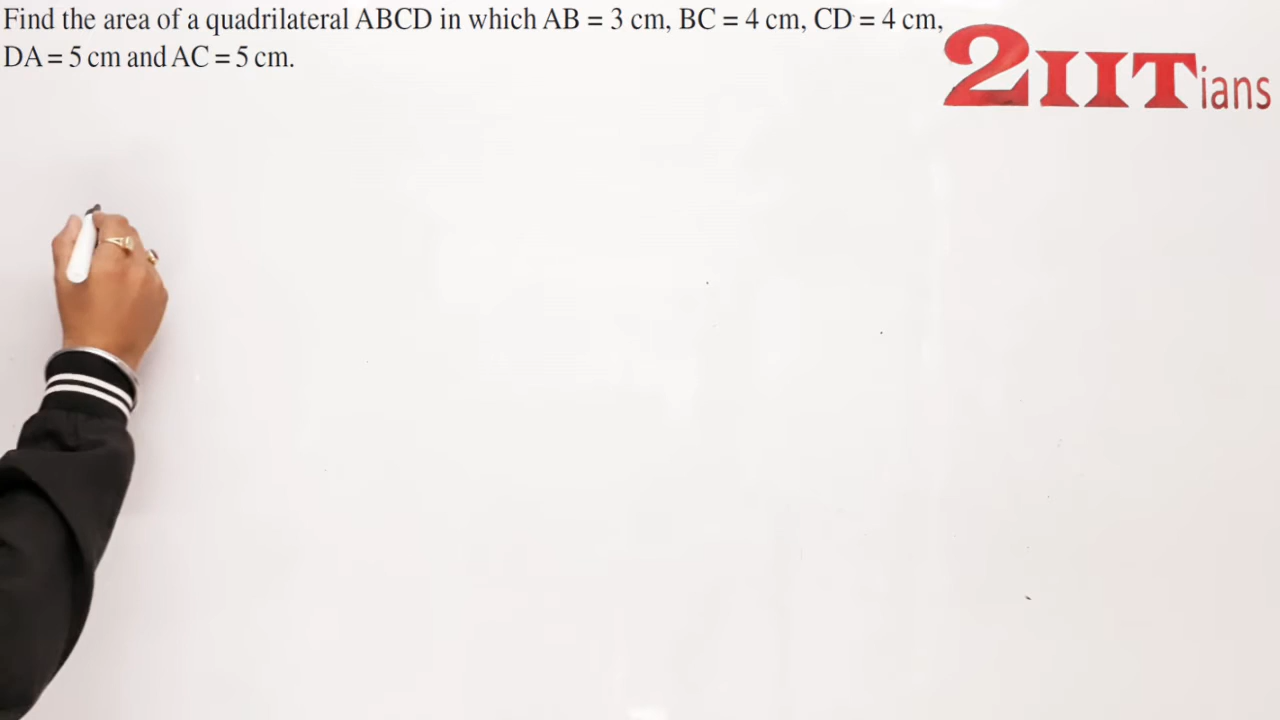 Find the area of a quadrilateral ABCD in which AB = 3 cm, BC = 4 cm, CD = 4 cm,
DA = 5 cm and AC = 5 cm.
2IITians